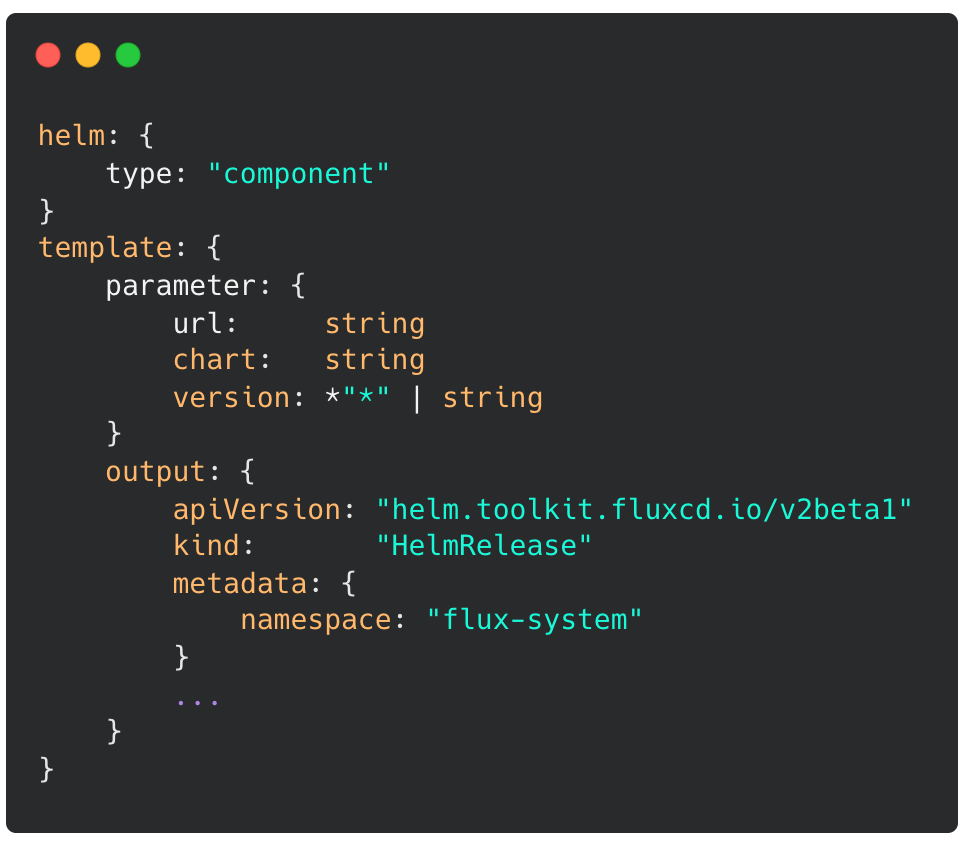 helm: {
    type: "component"
}
template: {
    parameter: {
        url:     string
        chart:   string
        version: *"*" | string
    }
    output: {
        apiVersion: "helm.toolkit.fluxcd.io/v2beta1"
        kind:       "HelmRelease"
        metadata: {
            namespace: "flux-system"
        }
        ...
    }
}